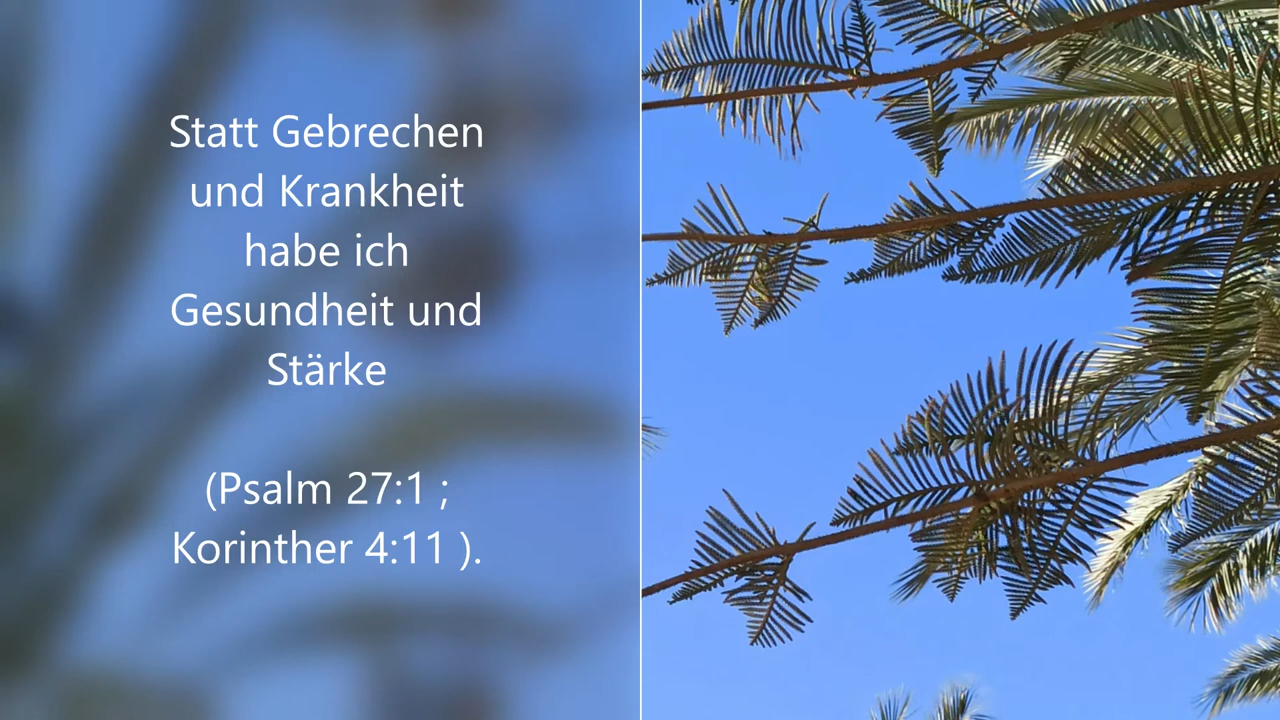 Statt Gebrechen
und Krankheit
habe ich
Gesundheit und
Stärke
(Psalm 27:1 ;
Korinther 4:11 ).